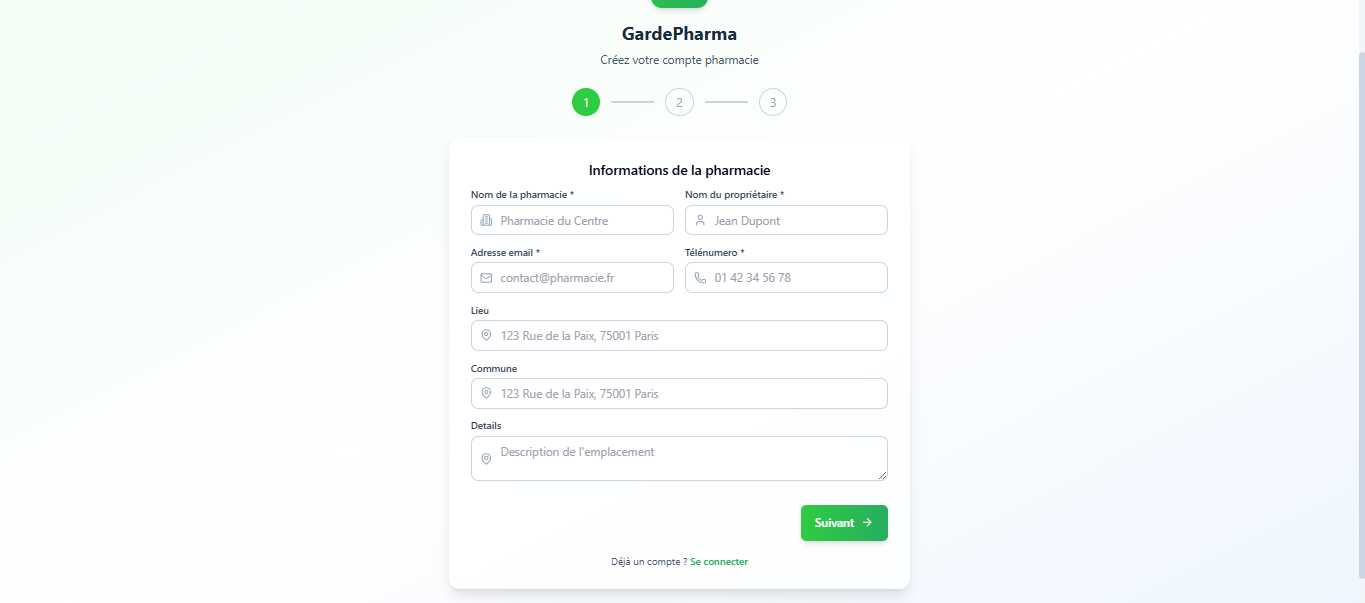 GardePharma
Créez votre compte pharmacie
1 2 3
Informations de la pharmacie
Nom de la pharmacie * Nom du propriétaire *
Pharmacie du Centre Jean Dupont
Adresse email * Télénumero *
contact@pharmacie.fr 01 42 34 56 78
Lieu
123 Rue de la Paix, 75001 Paris
Commune
123 Rue de la Paix, 75001 Paris
Details
Description de l'emplacement
Suivant →
Déjà un compte ? Se connecter